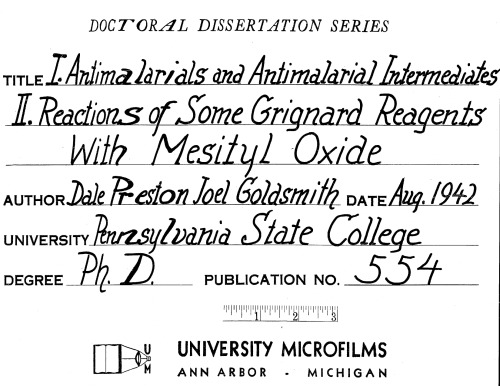 DOCTORAL DISSERTATION SERIES
TITLE I. Antimalarials and Antimalarial Intermediates
II. Reactions of Some Grignard Reagents
With Mesityl Oxide
AUTHOR Dale Preston Joel Goldsmith DATE Aug. 1942
UNIVERSITY Pennsylvania State College
DEGREE Ph. D. PUBLICATION NO. 554
1 2 3
UM UNIVERSITY MICROFILMS
ANN ARBOR - MICHIGAN